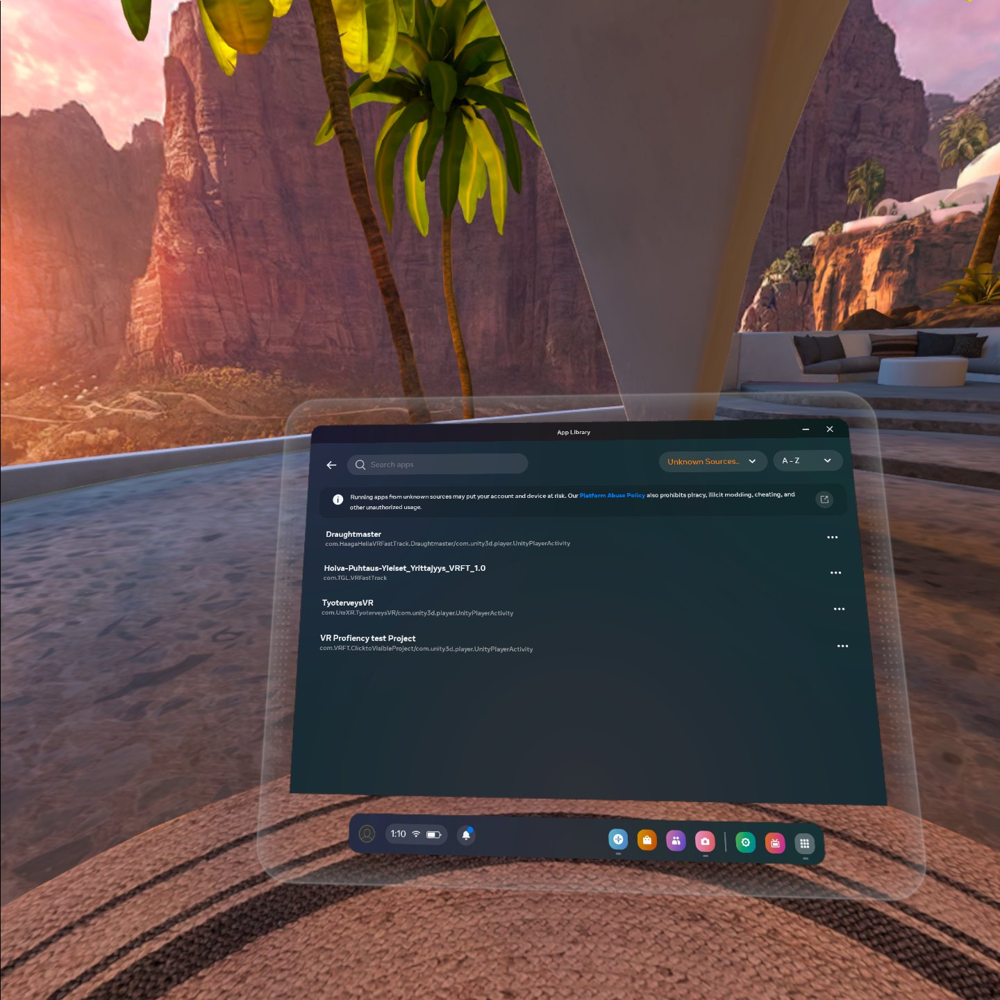 App Library
Search apps
Unknown Sources..
A - Z
Running apps from unknown sources may put your account and device at risk. Our Platform Abuse Policy also prohibits piracy, illicit modding, cheating, and
other unauthorized usage.
Draughtmaster
com.HaagaHeliaVRFastTrack.Draughtmaster/com.unity3d.player.UnityPlayerActivity
Hoiva-Puhtaus-Yleiset_Yrittajyys_VRFT_1.0
com.TGL.VRFastTrack
TyoterveysVR
com.UraXR.TyoterveysVR/com.unity3d.player.UnityPlayerActivity
VR Profiency test Project
com.VRFT.ClicktoVisibleProject/com.unity3d.player.UnityPlayerActivity
1:10